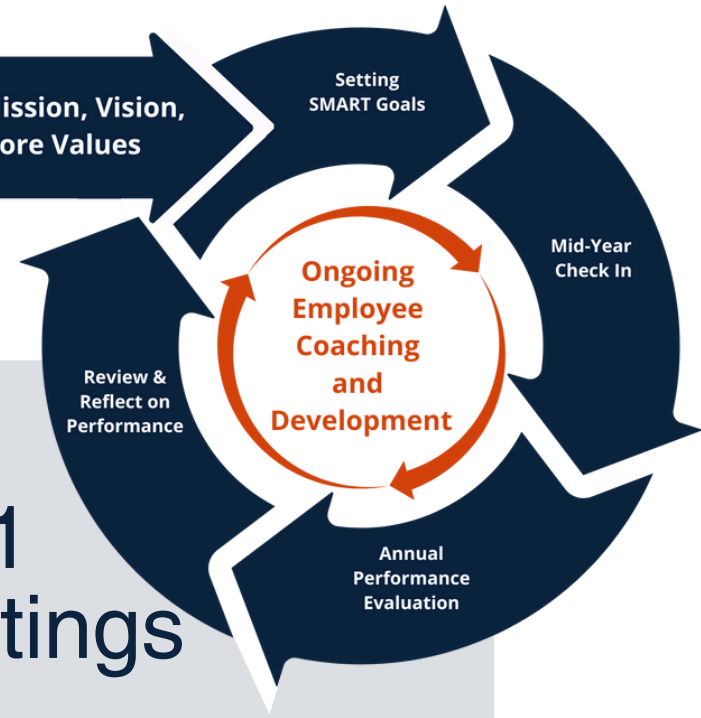 ission, Vision,
ore Values
Setting
SMART Goals
Mid-Year
Check In
Ongoing
Employee
Coaching
and
Development
Review &
Reflect on
Performance
Annual
Performance
Evaluation
1
tings